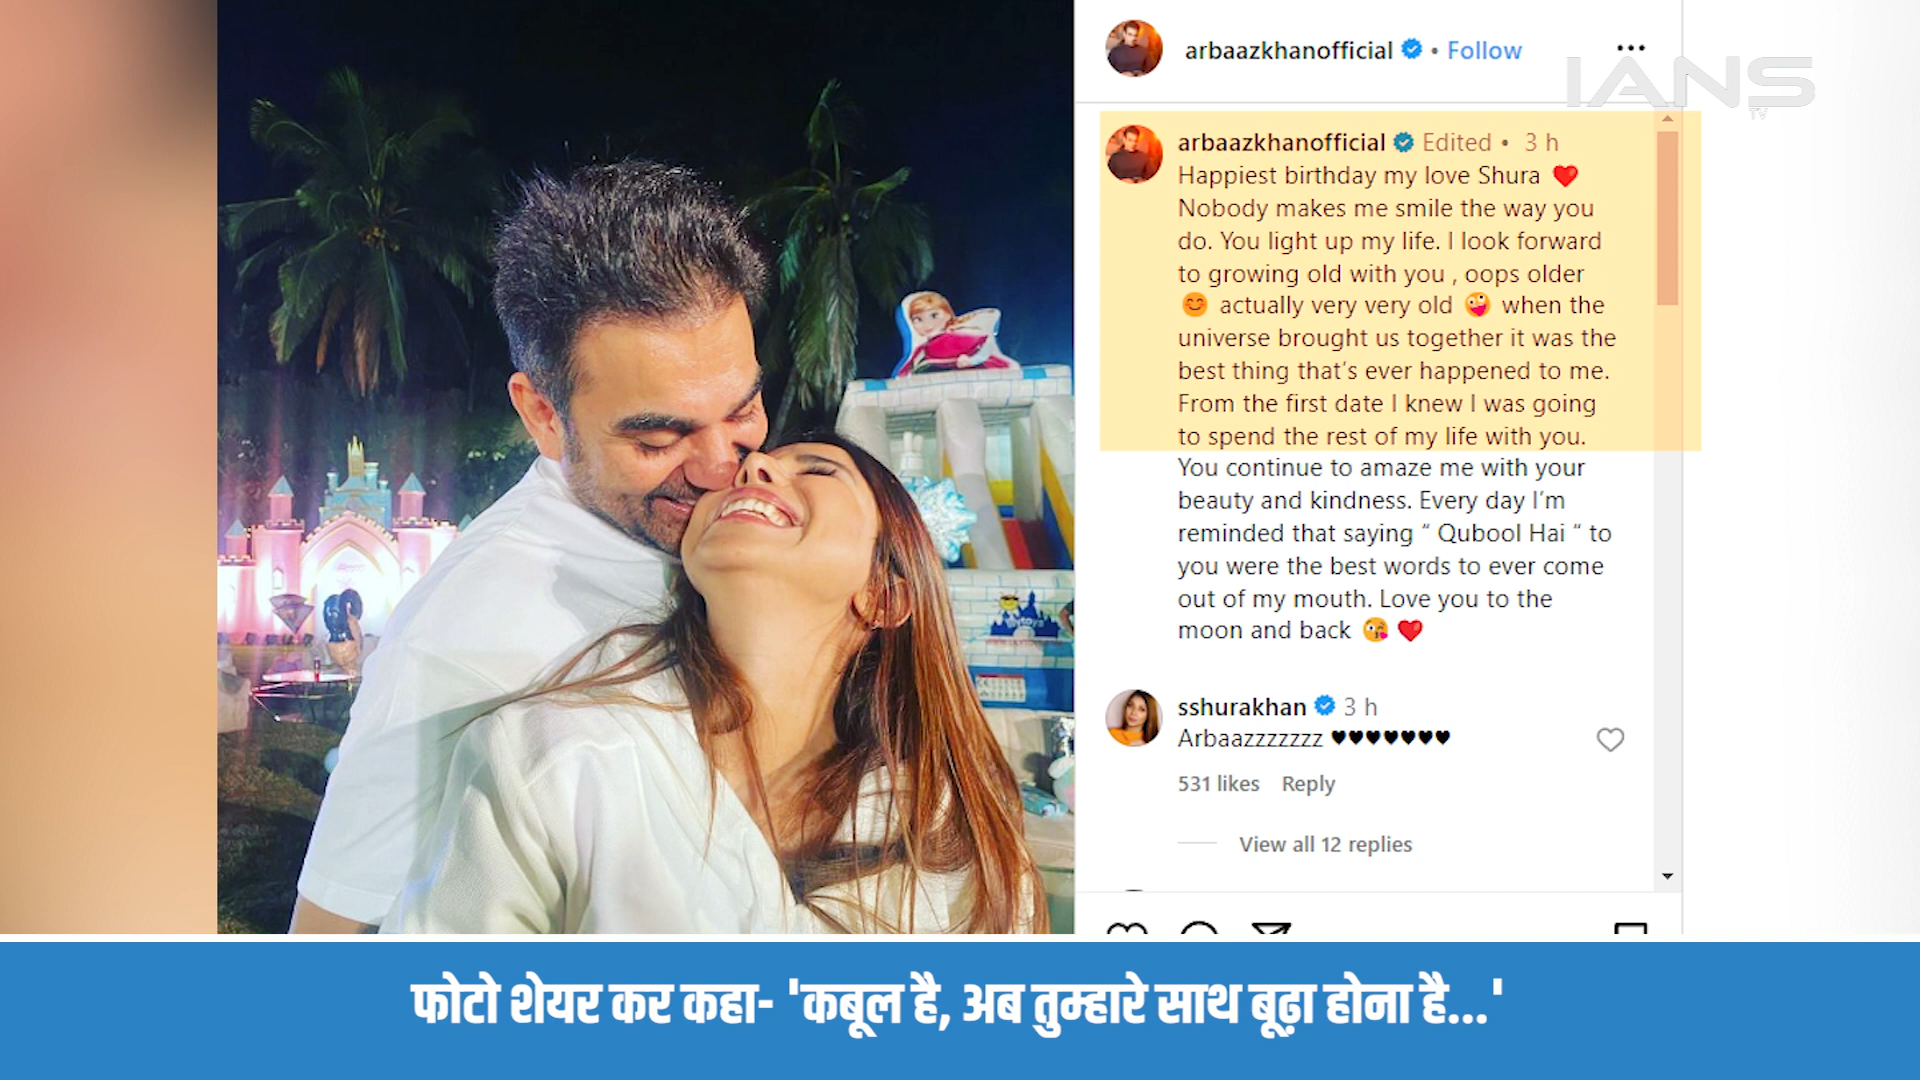 arbaazkhanofficial • Follow
IANS
TV
arbaazkhanofficial Edited • 3 h
Happiest birthday my love Shura ❤️
Nobody makes me smile the way you
do. You light up my life. I look forward
to growing old with you , oops older
😊 actually very very old 🤪 when the
universe brought us together it was the
best thing that’s ever happened to me.
From the first date I knew I was going
to spend the rest of my life with you.
You continue to amaze me with your
beauty and kindness. Every day I’m
reminded that saying “ Qubool Hai “ to
you were the best words to ever come
out of my mouth. Love you to the
moon and back 😘 ❤️
sshurakhan 3 h
Arbaazzzzzzz ♥♥♥♥♥♥♥
531 likes Reply
View all 12 replies
फोटो शेयर कर कहा- 'कबूल है, अब तुम्हारे साथ बूढ़ा होना है...'